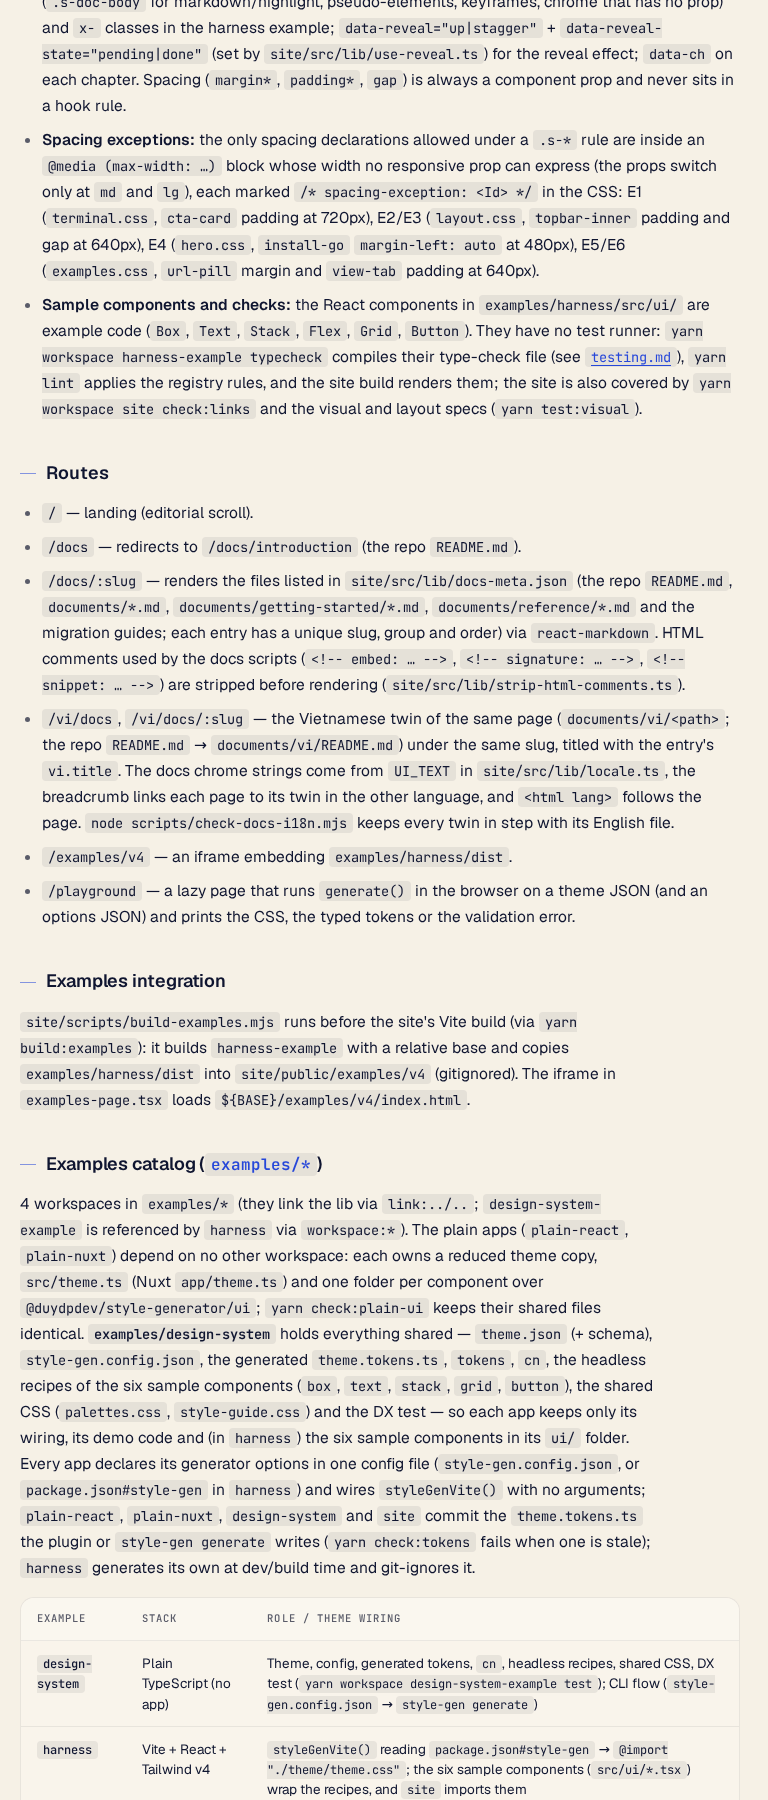 ( .s-doc-body for markdown/highlight, pseudo-elements, keyframes, chrome that has no prop)
and x- classes in the harness example; data-reveal="up|stagger" + data-reveal-
state="pending|done" (set by site/src/lib/use-reveal.ts ) for the reveal effect; data-ch on
each chapter. Spacing ( margin* , padding* , gap ) is always a component prop and never sits in
a hook rule.
Spacing exceptions: the only spacing declarations allowed under a .s-* rule are inside an
@media (max-width: …) block whose width no responsive prop can express (the props switch
only at md and lg ), each marked /* spacing-exception: <Id> */ in the CSS: E1
( terminal.css , cta-card padding at 720px), E2/E3 ( layout.css , topbar-inner padding and
gap at 640px), E4 ( hero.css , install-go margin-left: auto at 480px), E5/E6
( examples.css , url-pill margin and view-tab padding at 640px).
Sample components and checks: the React components in examples/harness/src/ui/ are
example code ( Box , Text , Stack , Flex , Grid , Button ). They have no test runner: yarn
workspace harness-example typecheck compiles their type-check file (see testing.md ), yarn
lint applies the registry rules, and the site build renders them; the site is also covered by yarn
workspace site check:links and the visual and layout specs ( yarn test:visual ).
— Routes
/ — landing (editorial scroll).
/docs — redirects to /docs/introduction (the repo README.md ).
/docs/:slug — renders the files listed in site/src/lib/docs-meta.json (the repo README.md ,
documents/*.md , documents/getting-started/*.md , documents/reference/*.md and the
migration guides; each entry has a unique slug, group and order) via react-markdown . HTML
comments used by the docs scripts ( <!-- embed: … --> , <!-- signature: … --> , <!--
snippet: … --> ) are stripped before rendering ( site/src/lib/strip-html-comments.ts ).
/vi/docs , /vi/docs/:slug — the Vietnamese twin of the same page ( documents/vi/<path> ;
the repo README.md → documents/vi/README.md ) under the same slug, titled with the entry's
vi.title . The docs chrome strings come from UI_TEXT in site/src/lib/locale.ts , the
breadcrumb links each page to its twin in the other language, and <html lang> follows the
page. node scripts/check-docs-i18n.mjs keeps every twin in step with its English file.
/examples/v4 — an iframe embedding examples/harness/dist .
/playground — a lazy page that runs generate() in the browser on a theme JSON (and an
options JSON) and prints the CSS, the typed tokens or the validation error.
— Examples integration
site/scripts/build-examples.mjs runs before the site's Vite build (via yarn
build:examples ): it builds harness-example with a relative base and copies
examples/harness/dist into site/public/examples/v4 (gitignored). The iframe in
examples-page.tsx loads ${BASE}/examples/v4/index.html .
— Examples catalog ( examples/* )
4 workspaces in examples/* (they link the lib via link:../.. ; design-system-
example is referenced by harness via workspace:* ). The plain apps ( plain-react ,
plain-nuxt ) depend on no other workspace: each owns a reduced theme copy,
src/theme.ts (Nuxt app/theme.ts ) and one folder per component over
@duydpdev/style-generator/ui ; yarn check:plain-ui keeps their shared files
identical. examples/design-system holds everything shared — theme.json (+ schema),
style-gen.config.json , the generated theme.tokens.ts , tokens , cn , the headless
recipes of the six sample components ( box , text , stack , grid , button ), the shared
CSS ( palettes.css , style-guide.css ) and the DX test — so each app keeps only its
wiring, its demo code and (in harness ) the six sample components in its ui/ folder.
Every app declares its generator options in one config file ( style-gen.config.json , or
package.json#style-gen in harness ) and wires styleGenVite() with no arguments;
plain-react , plain-nuxt , design-system and site commit the theme.tokens.ts
the plugin or style-gen generate writes ( yarn check:tokens fails when one is stale);
harness generates its own at dev/build time and git-ignores it.
EXAMPLE STACK ROLE / THEME WIRING
design- Plain Theme, config, generated tokens, cn , headless recipes, shared CSS, DX
system TypeScript (no test ( yarn workspace design-system-example test ); CLI flow ( style-
app) gen.config.json → style-gen generate )
harness Vite + React + styleGenVite() reading package.json#style-gen → @import
Tailwind v4 "./theme/theme.css" ; the six sample components ( src/ui/*.tsx )
wrap the recipes, and site imports them